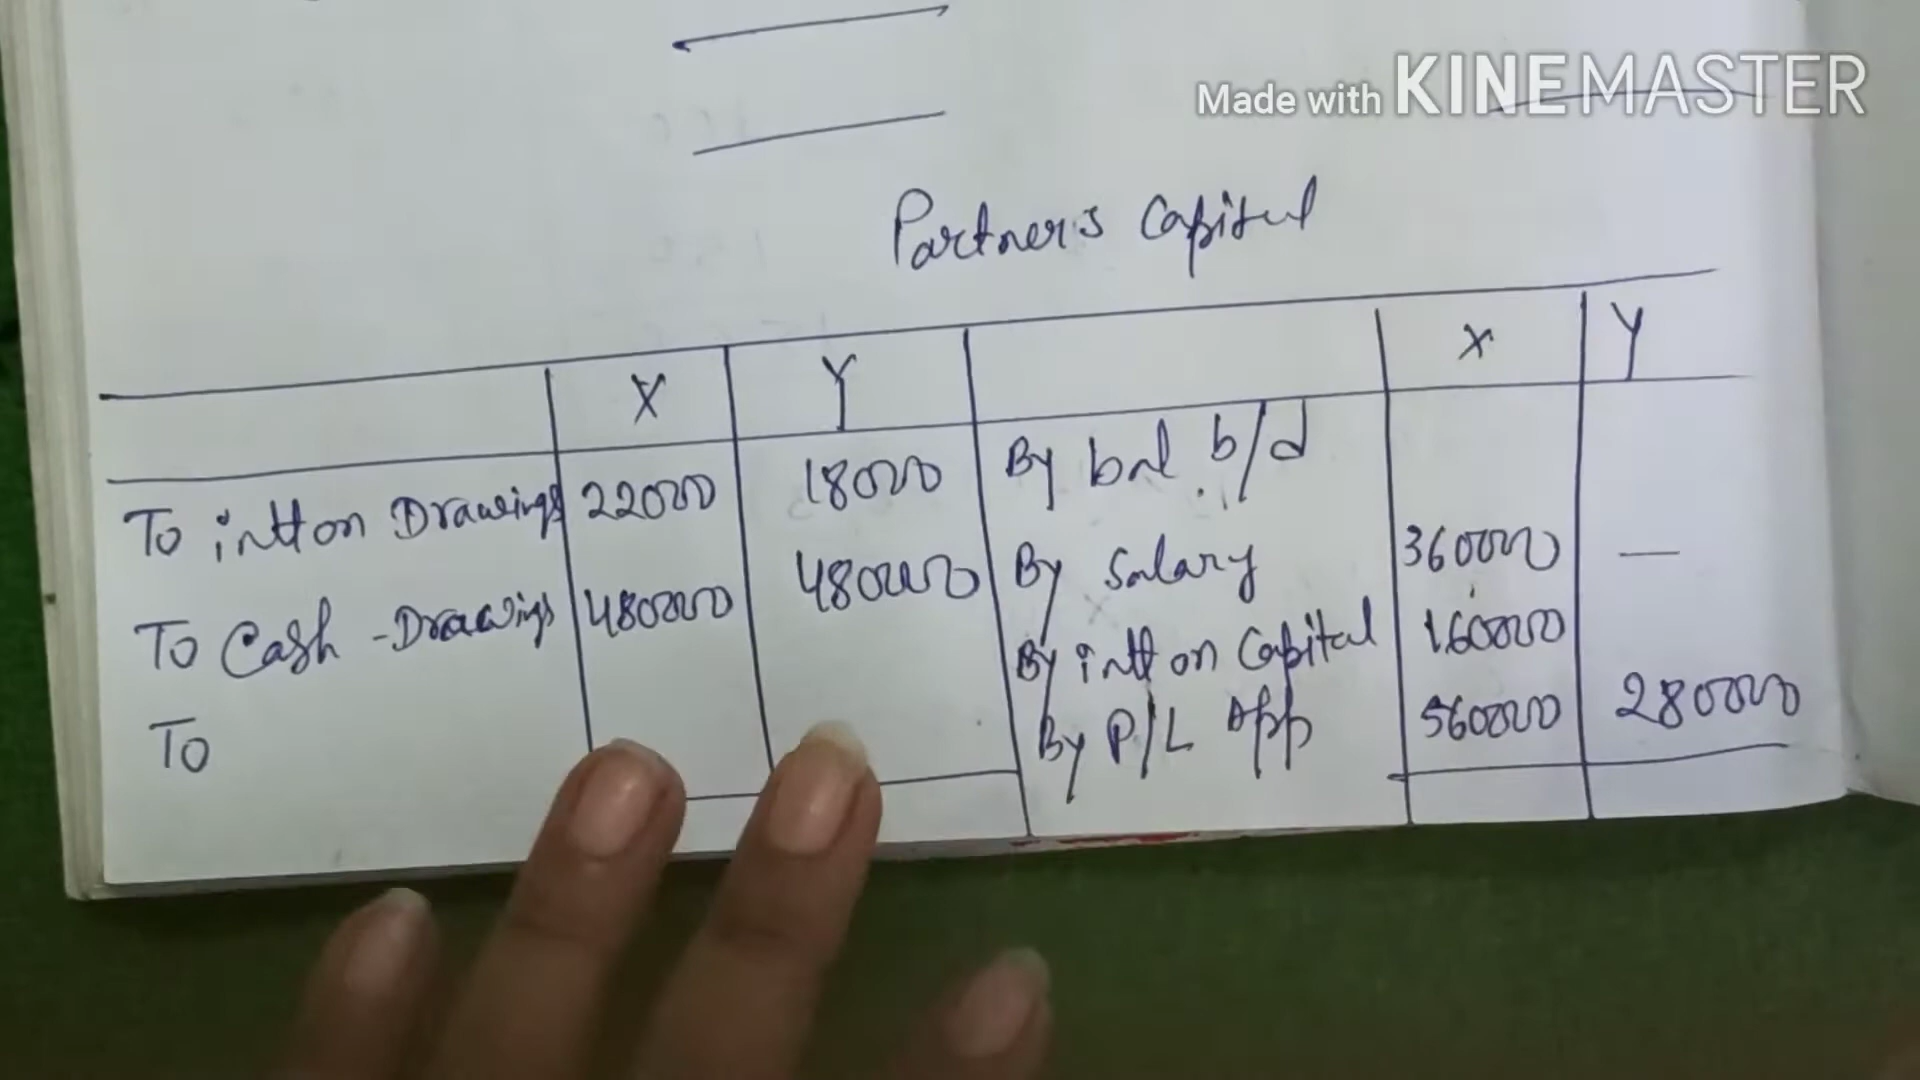 Made with KINEMASTER
Partner's Capital
X Y X Y
To intt on Drawings 22000 18000 By bal b/d
To Cash - Drawings 480000 480000 By Salary 360000 —
To By intt on Capital 160000
By P/L App 560000 280000